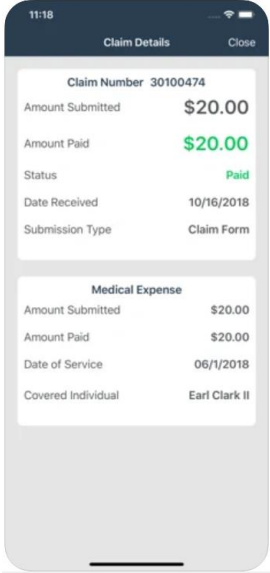 11:18
Claim Details Close
Claim Number 30100474
Amount Submitted $20.00
Amount Paid $20.00
Status Paid
Date Received 10/16/2018
Submission Type Claim Form
Medical Expense
Amount Submitted $20.00
Amount Paid $20.00
Date of Service 06/1/2018
Covered Individual Earl Clark II